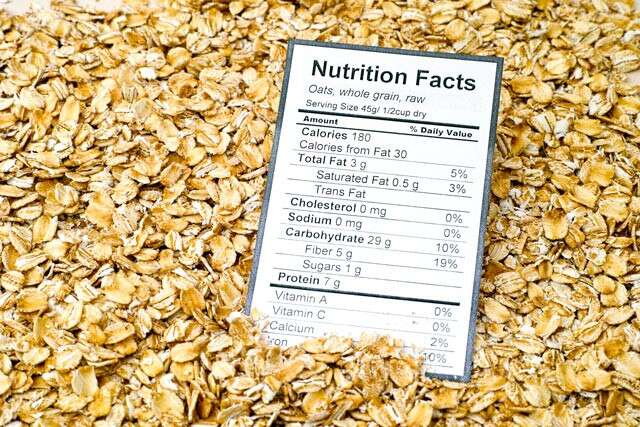 Nutrition Facts
Oats, whole grain, raw
Serving Size 45g/ 1/2cup dry
Amount % Daily Value
Calories 180
Calories from Fat 30
Total Fat 3 g 5%
Saturated Fat 0.5 g 3%
Trans Fat
Cholesterol 0 mg 0%
Sodium 0 mg 0%
Carbohydrate 29 g 10%
Fiber 5 g 19%
Sugars 1 g
Protein 7 g
Vitamin A 0%
Vitamin C 0%
Calcium 2%
Iron 10%